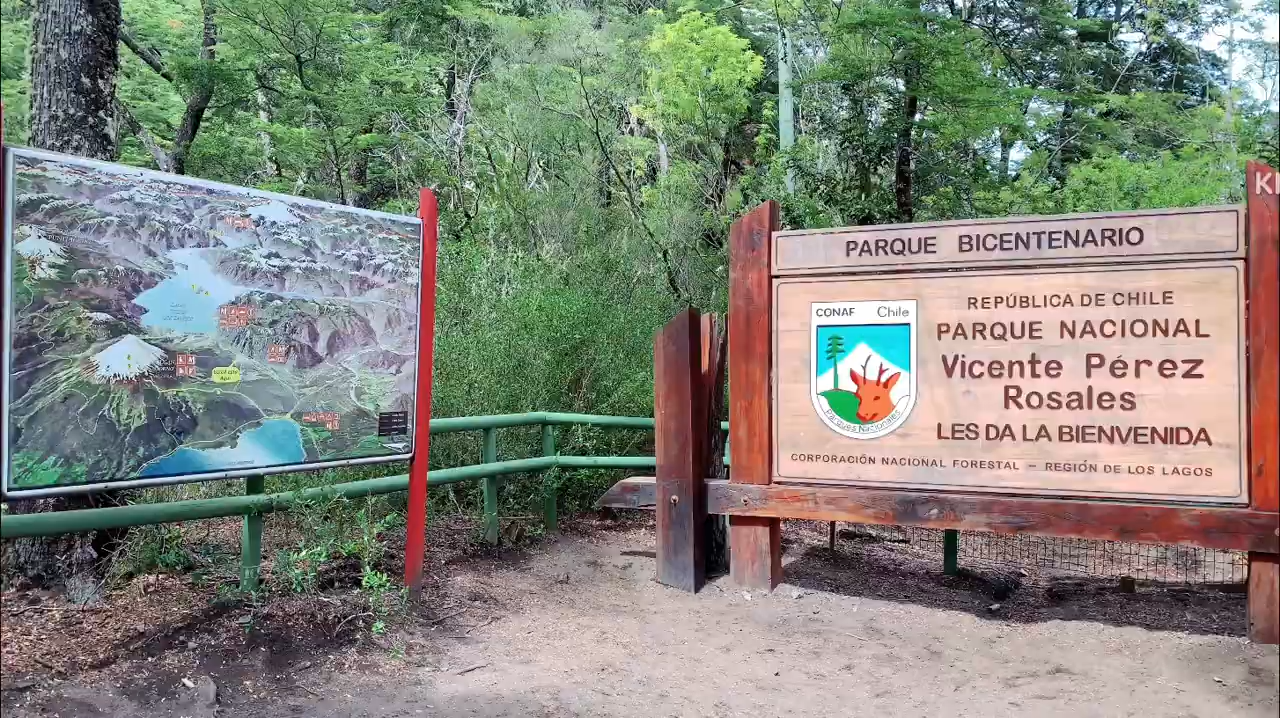 PARQUE BICENTENARIO
CONAF Chile
Parques Nacionales
REPÚBLICA DE CHILE
PARQUE NACIONAL
Vicente Pérez
Rosales
LES DA LA BIENVENIDA
CORPORACIÓN NACIONAL FORESTAL – REGIÓN DE LOS LAGOS